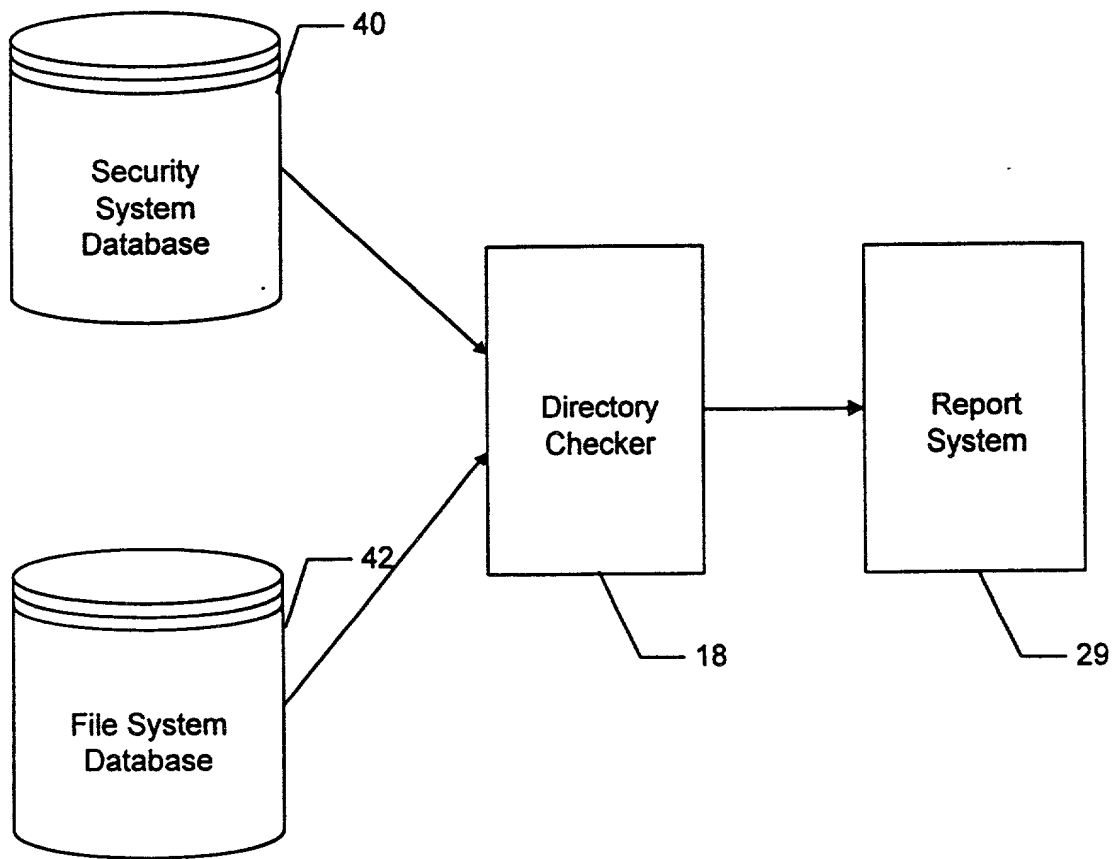 40
Security
System
Database
Directory
Checker
Report
System
42
18
29
File System
Database